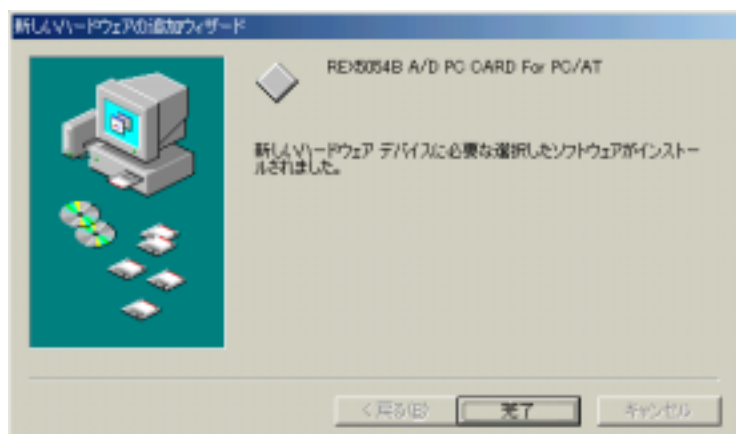 新しいハードウェアの追加ウィザード
REX5054B A/D PC CARD For PC/AT
新しいハードウェア デバイスに必要な選択したソフトウェアがインストー
ルされました。
< 戻る(B)
完了
キャンセル